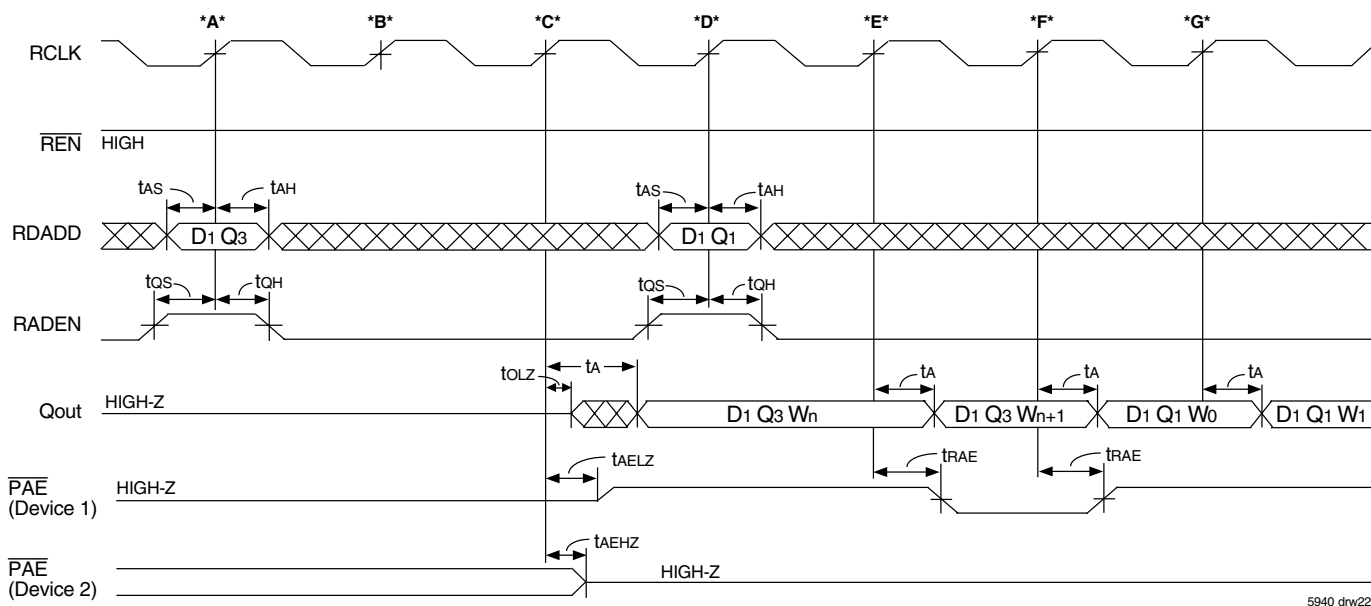 *A* *B* *C* *D* *E* *F* *G*
RCLK
REN HIGH
tAS tAH tAS tAH
RDADD D1 Q3 D1 Q1
tQS tQH tQS tQH
RADEN
tOLZ tA tA tA tA
Qout HIGH-Z D1 Q3 Wn D1 Q3 Wn+1 D1 Q1 W0 D1 Q1 W1
tAELZ tRAE tRAE
PAE HIGH-Z
(Device 1)
tAEHZ
PAE HIGH-Z
(Device 2)
5940 drw22